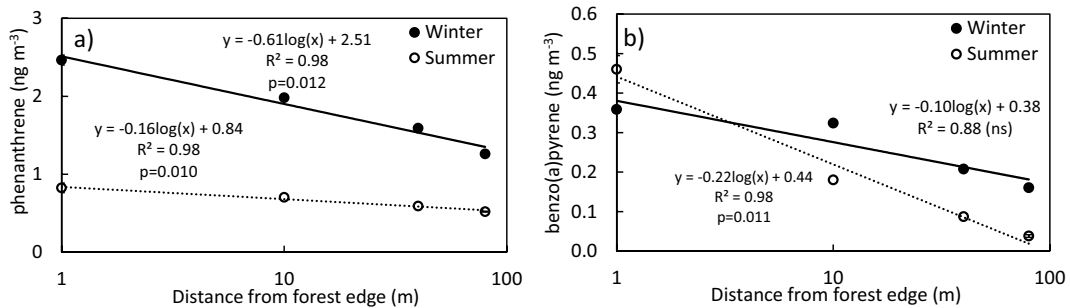 a)
Winter
Summer
y = -0.61log(x) + 2.51
R² = 0.98
p=0.012
y = -0.16log(x) + 0.84
R² = 0.98
p=0.010
phenanthrene (ng m⁻³)
3
2
1
0
1
10
100
Distance from forest edge (m)
b)
Winter
Summer
y = -0.10log(x) + 0.38
R² = 0.88 (ns)
y = -0.22log(x) + 0.44
R² = 0.98
p=0.011
benzo(a)pyrene (ng m⁻³)
0.6
0.5
0.4
0.3
0.2
0.1
0.0
1
10
100
Distance from forest edge (m)